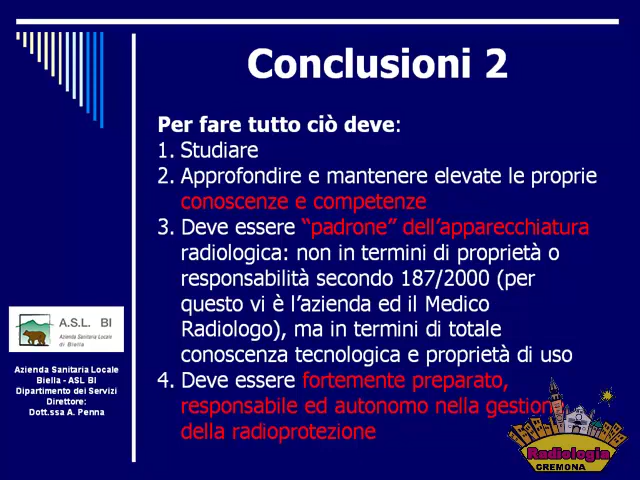 Conclusioni 2
Per fare tutto ciò deve:
1. Studiare
2. Approfondire e mantenere elevate le proprie
conoscenze e competenze
3. Deve essere “padrone” dell’apparecchiatura
radiologica: non in termini di proprietà o
responsabilità secondo 187/2000 (per
questo vi è l’azienda ed il Medico
Radiologo), ma in termini di totale
conoscenza tecnologica e proprietà di uso
4. Deve essere fortemente preparato,
responsabile ed autonomo nella gestione
della radioprotezione
A.S.L. BI
Azienda Sanitaria Locale
di Biella
Azienda Sanitaria Locale
Biella - ASL BI
Dipartimento dei Servizi
Direttore:
Dott.ssa A. Penna
Radiologia
CREMONA